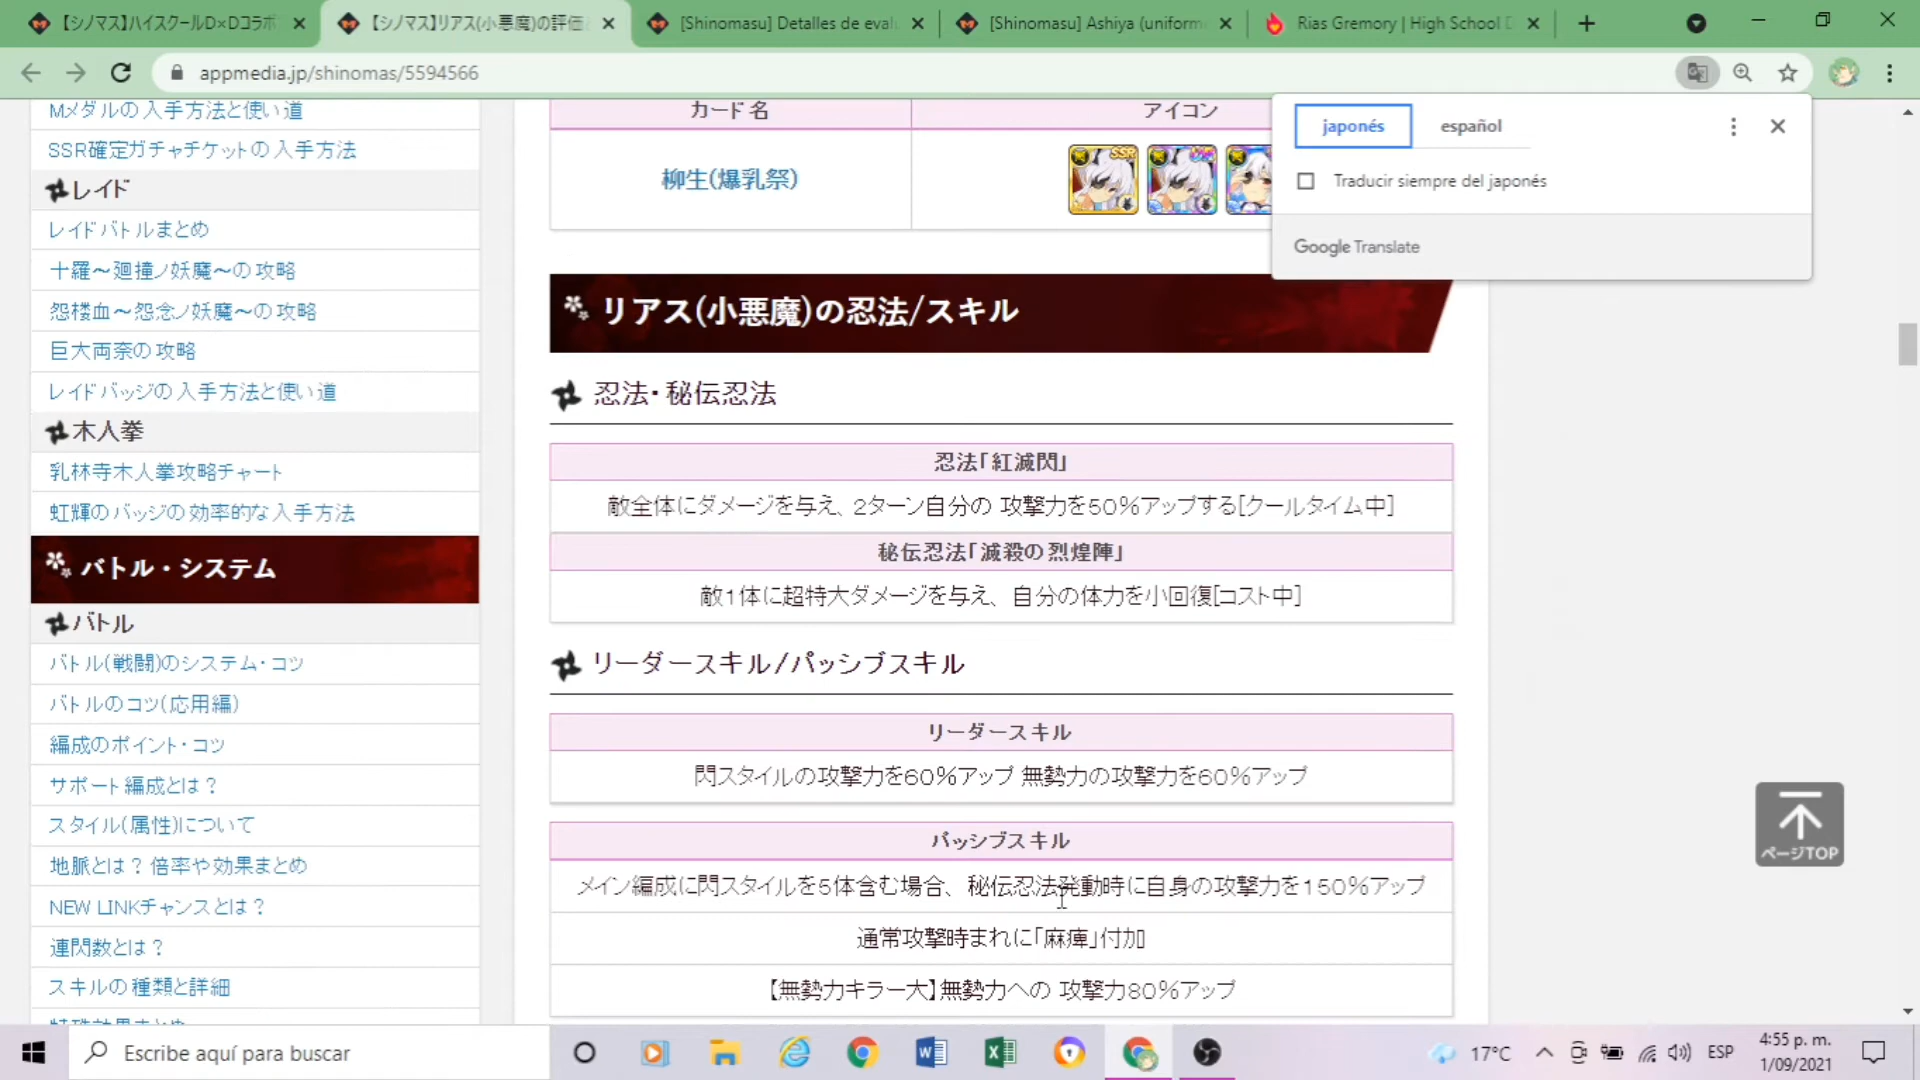 【シノマス】ハイスクールD×Dコラボ
【シノマス】リアス(小悪魔)の評価
[Shinomasu] Detalles de eval
[Shinomasu] Ashiya (uniform
Rias Gremory | High School D
appmedia.jp/shinomas/5594566
japonés
español
Traducir siempre del japonés
Google Translate
Mメダルの入手方法と使い道
SSR確定ガチャチケットの入手方法
レイド
レイドバトルまとめ
十羅～廻撞ノ妖魔～の攻略
怨楼血～怨念ノ妖魔～の攻略
巨大両奈の攻略
レイドバッジの入手方法と使い道
木人拳
乳林寺木人拳攻略チャート
虹輝のバッジの効率的な入手方法
バトル・システム
バトル
バトル(戦闘)のシステム・コツ
バトルのコツ(応用編)
編成のポイント・コツ
サポート編成とは？
スタイル(属性)について
地脈とは？倍率や効果まとめ
NEW LINKチャンスとは？
連閃数とは？
スキルの種類と詳細
特殊効果まとめ
カード名
アイコン
柳生(爆乳祭)
SSR
リアス(小悪魔)の忍法/スキル
忍法・秘伝忍法
忍法「紅滅閃」
敵全体にダメージを与え、2ターン自分の 攻撃力を50%アップする[クールタイム中]
秘伝忍法「滅殺の烈煌陣」
敵1体に超特大ダメージを与え、自分の体力を小回復[コスト中]
リーダースキル/パッシブスキル
リーダースキル
閃スタイルの攻撃力を60%アップ 無勢力の攻撃力を60%アップ
パッシブスキル
メイン編成に閃スタイルを5体含む場合、秘伝忍法発動時に自身の攻撃力を150%アップ
通常攻撃時まれに「麻痺」付加
【無勢力キラー大】無勢力への 攻撃力80%アップ
ページTOP
Escribe aquí para buscar
17°C
ESP
4:55 p. m.
1/09/2021